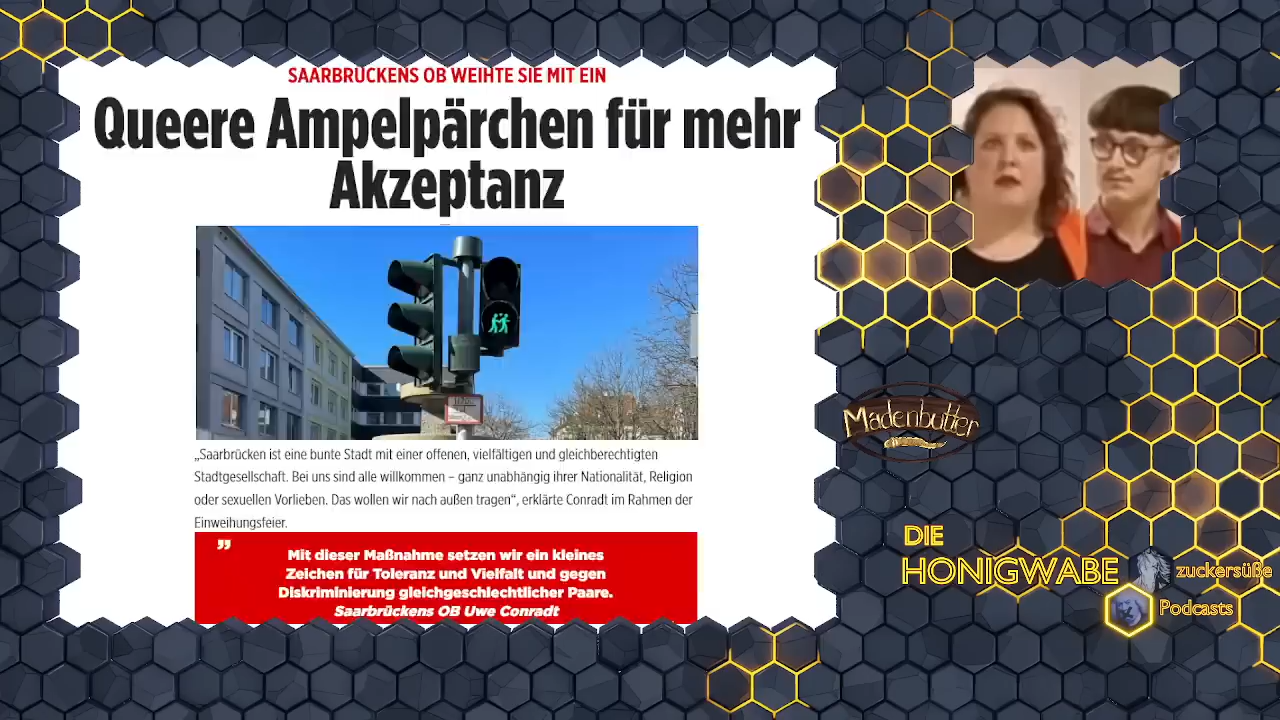 SAARBRÜCKENS OB WEIHTE SIE MIT EIN
Queere Ampelpärchen für mehr
Akzeptanz
„Saarbrücken ist eine bunte Stadt mit einer offenen, vielfältigen und gleichberechtigten
Stadtgesellschaft. Bei uns sind alle willkommen – ganz unabhängig ihrer Nationalität, Religion
oder sexuellen Vorlieben. Das wollen wir nach außen tragen“, erklärte Conradt im Rahmen der
Einweihungsfeier.
”
Mit dieser Maßnahme setzen wir ein kleines
Zeichen für Toleranz und Vielfalt und gegen
Diskriminierung gleichgeschlechtlicher Paare.
Saarbrückens OB Uwe Conradt
Madenbutter
DIE
HONIGWABE
zuckersüße
Podcasts